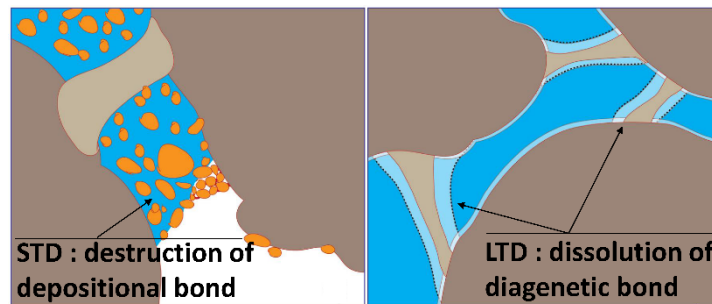 STD : destruction of
depositional bond
LTD : dissolution of
diagenetic bond